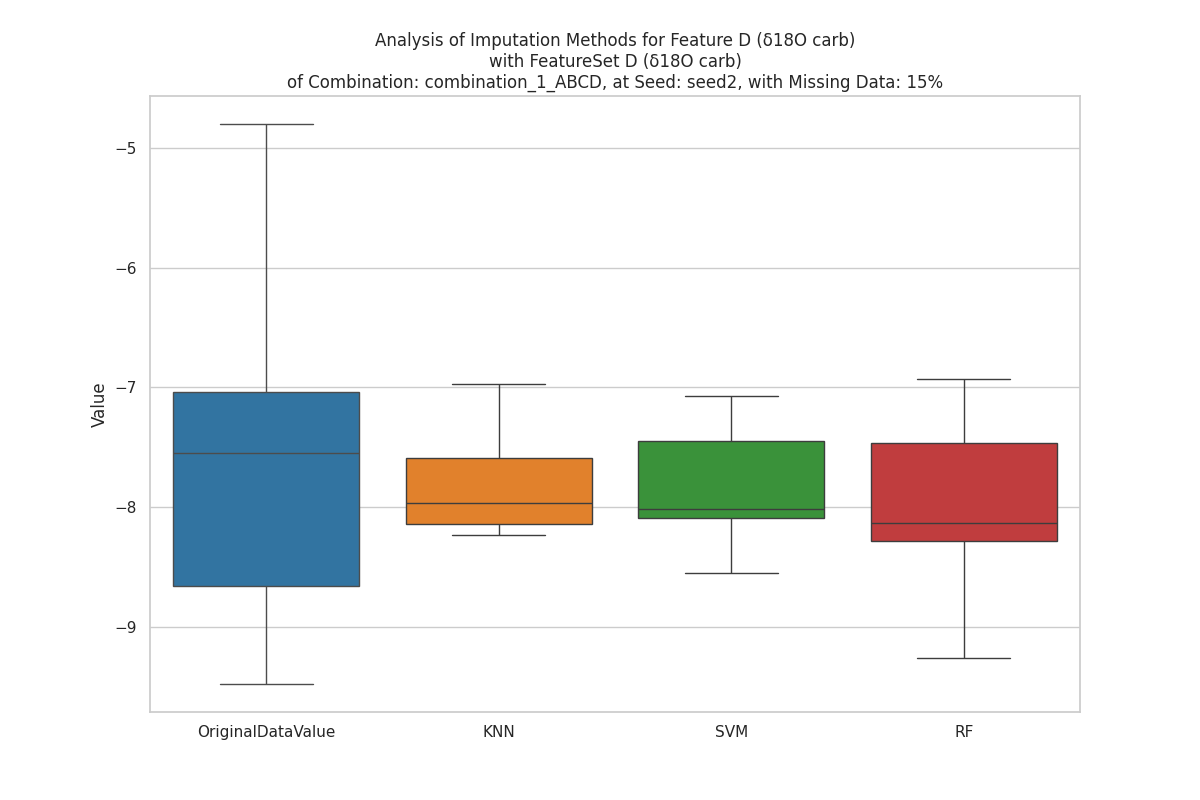 Analysis of Imputation Methods for Feature D (δ18O carb)
with FeatureSet D (δ18O carb)
of Combination: combination_1_ABCD, at Seed: seed2, with Missing Data: 15%
Value
−5
−6
−7
−8
−9
OriginalDataValue
KNN
SVM
RF